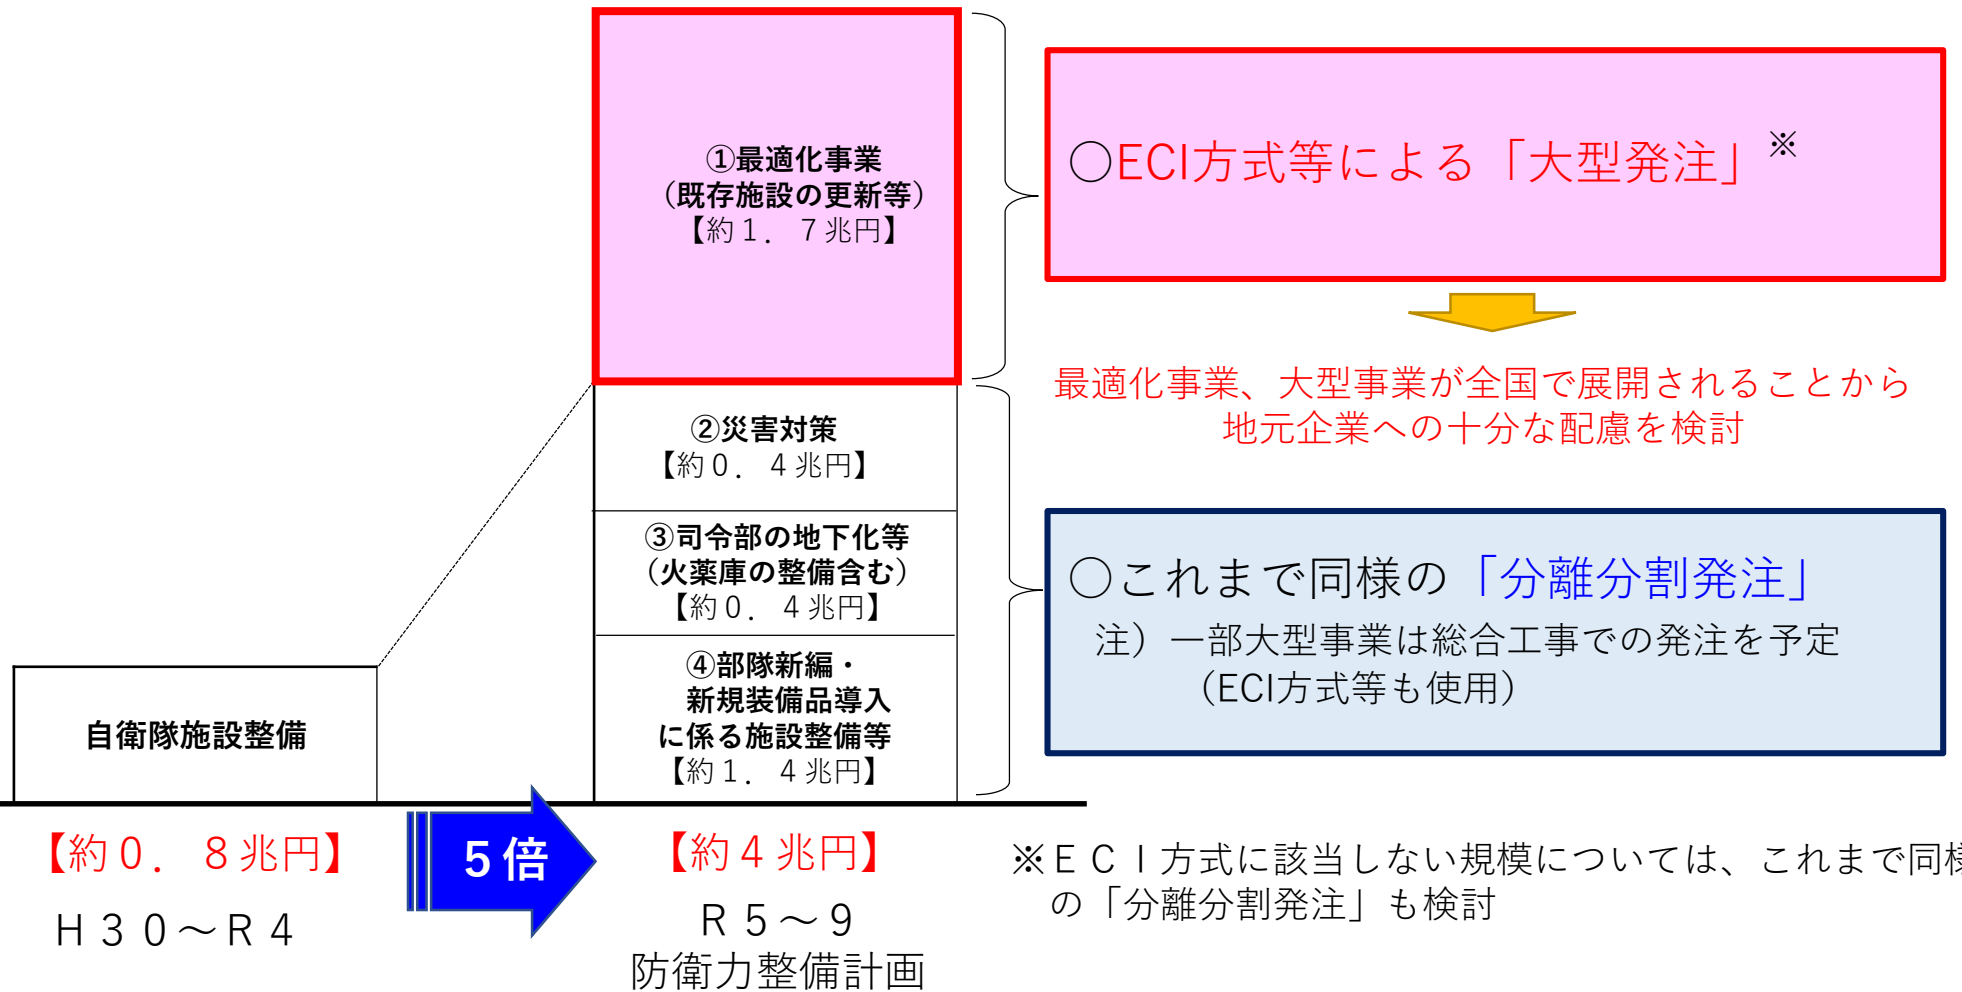 ①最適化事業
（既存施設の更新等）
【約１．７兆円】
②災害対策
【約０．４兆円】
③司令部の地下化等
（火薬庫の整備含む）
【約０．４兆円】
④部隊新編・
新規装備品導入
に係る施設整備等
【約１．４兆円】
自衛隊施設整備
【約０．８兆円】
Ｈ３０～Ｒ４
５倍
【約４兆円】
Ｒ５～９
防衛力整備計画
○ECI方式等による「大型発注」※
最適化事業、大型事業が全国で展開されることから
地元企業への十分な配慮を検討
○これまで同様の「分離分割発注」
注）一部大型事業は総合工事での発注を予定
（ECI方式等も使用）
※ＥＣＩ方式に該当しない規模については、これまで同様
の「分離分割発注」も検討